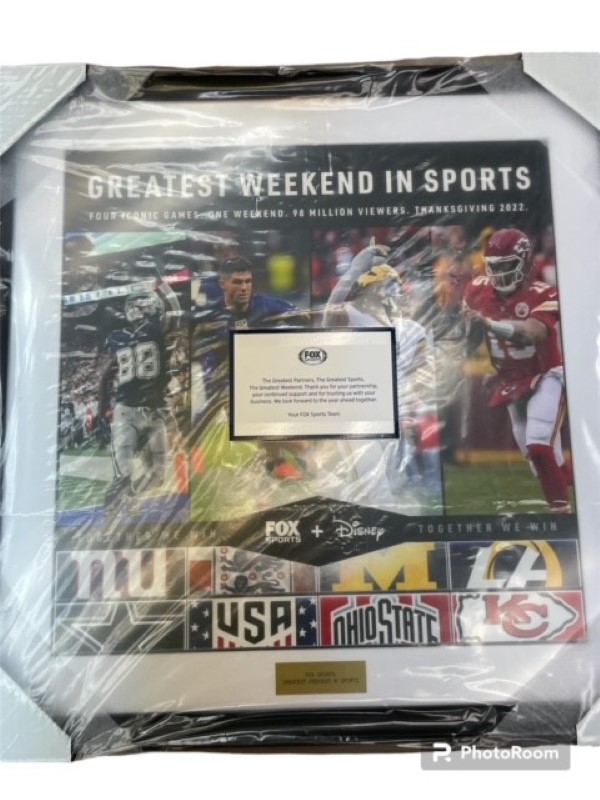 GREATEST WEEKEND IN SPORTS
FOUR ICONIC GAMES. ONE WEEKEND. 98 MILLION VIEWERS. THANKSGIVING 2022.
88
15
FOX
SPORTS
The Greatest Partners, The Greatest Sports,
The Greatest Weekend. Thank you for your partnership,
your continued support and for trusting us with your
business. We look forward to the year ahead together.
Your FOX Sports Team
TOGETHER WE WIN
FOX
SPORTS
+ Disney
TOGETHER WE WIN
nu
M
LA
USA
OHIO STATE
KC
FOX SPORTS
GREATEST WEEKEND IN SPORTS
PhotoRoom